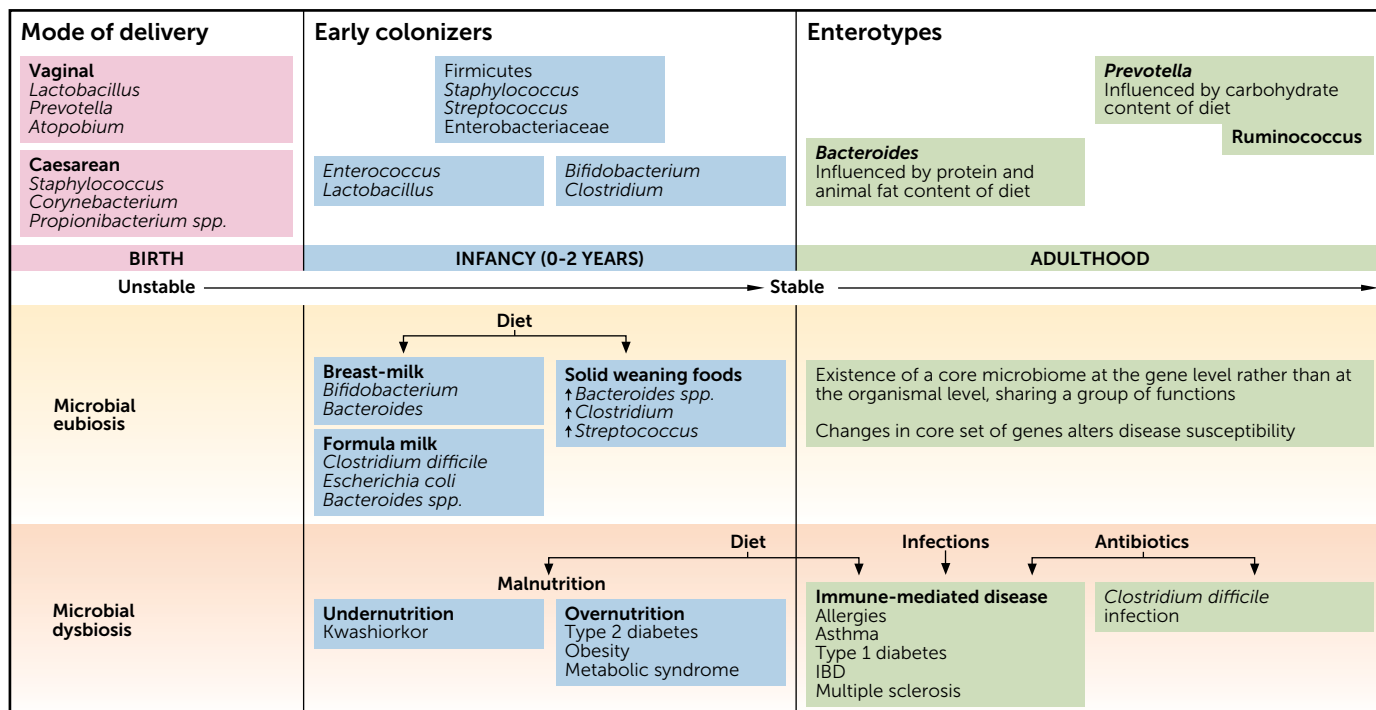 Mode of delivery
Vaginal
Lactobacillus
Prevotella
Atopobium
Caesarean
Staphylococcus
Corynebacterium
Propionibacterium spp.
Early colonizers
Firmicutes
Staphylococcus
Streptococcus
Enterobacteriaceae
Enterococcus
Lactobacillus
Bifidobacterium
Clostridium
Enterotypes
Prevotella
Influenced by carbohydrate
content of diet
Ruminococcus
Bacteroides
Influenced by protein and
animal fat content of diet
BIRTH
INFANCY (0-2 YEARS)
ADULTHOOD
Unstable
Stable
Microbial
eubiosis
Diet
Breast-milk
Bifidobacterium
Bacteroides
Formula milk
Clostridium difficile
Escherichia coli
Bacteroides spp.
Solid weaning foods
↑ Bacteroides spp.
↑ Clostridium
↑ Streptococcus
Existence of a core microbiome at the gene level rather than at
the organismal level, sharing a group of functions
Changes in core set of genes alters disease susceptibility
Microbial
dysbiosis
Diet
Infections
Antibiotics
Malnutrition
Undernutrition
Kwashiorkor
Overnutrition
Type 2 diabetes
Obesity
Metabolic syndrome
Immune-mediated disease
Allergies
Asthma
Type 1 diabetes
IBD
Multiple sclerosis
Clostridium difficile
infection